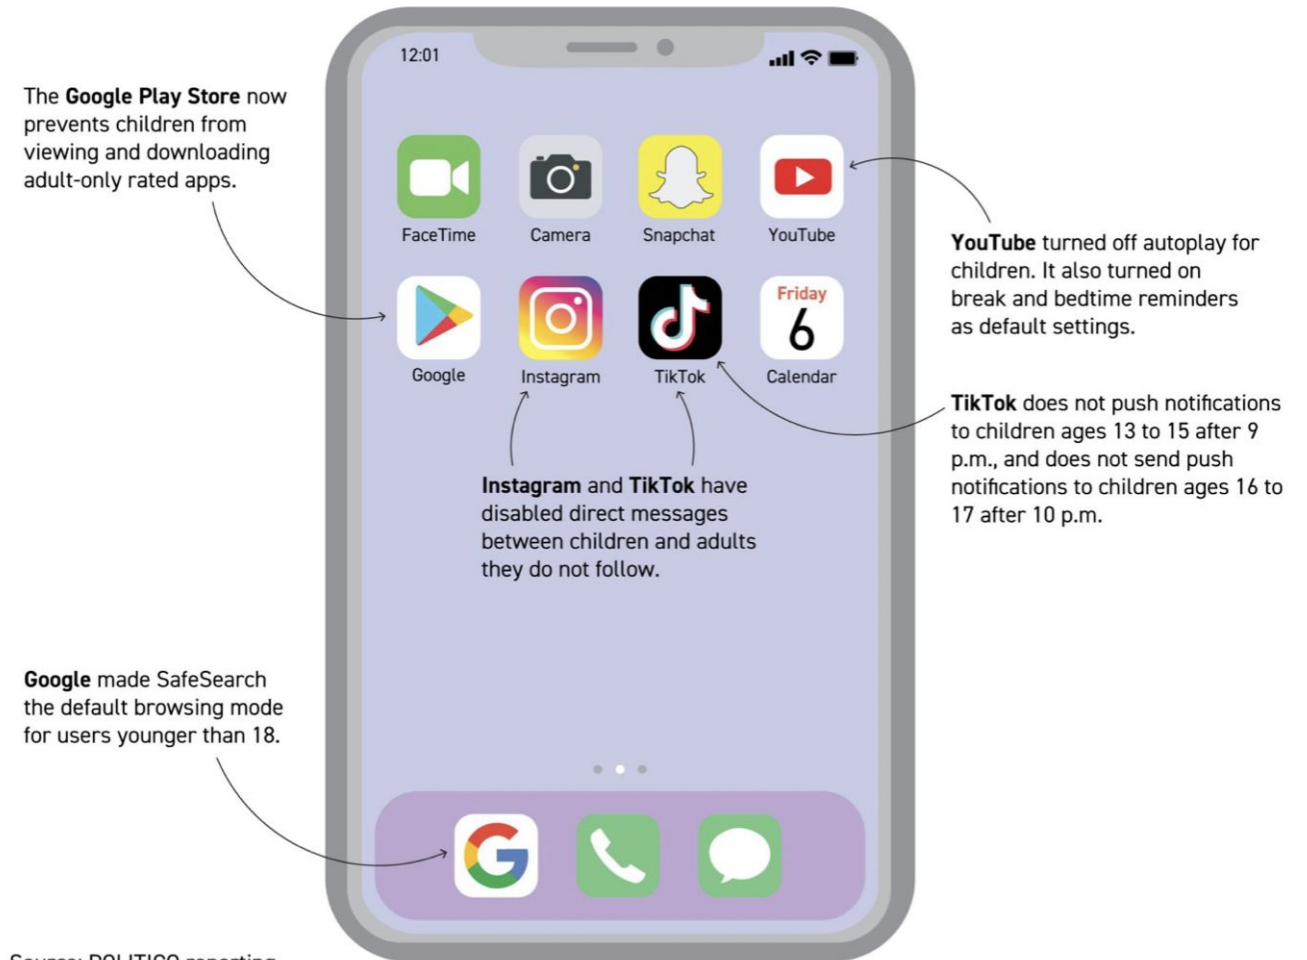 12:01
The Google Play Store now
prevents children from
viewing and downloading
adult-only rated apps.
FaceTime
Camera
Snapchat
YouTube
YouTube turned off autoplay for
children. It also turned on
break and bedtime reminders
as default settings.
Friday
6
Google
Instagram
TikTok
Calendar
TikTok does not push notifications
to children ages 13 to 15 after 9
p.m., and does not send push
notifications to children ages 16 to
17 after 10 p.m.
Instagram and TikTok have
disabled direct messages
between children and adults
they do not follow.
Google made SafeSearch
the default browsing mode
for users younger than 18.
G
Source: POLITICO reporting